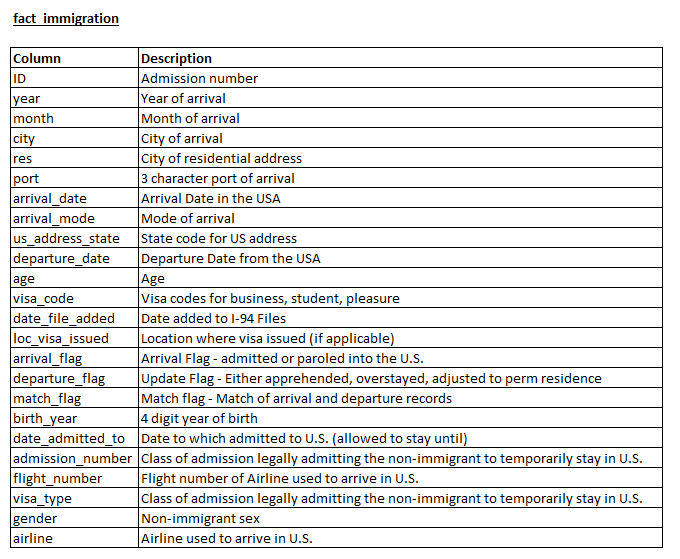 fact_immigration
Column Description
ID Admission number
year Year of arrival
month Month of arrival
city City of arrival
res City of residential address
port 3 character port of arrival
arrival_date Arrival Date in the USA
arrival_mode Mode of arrival
us_address_state State code for US address
departure_date Departure Date from the USA
age Age
visa_code Visa codes for business, student, pleasure
date_file_added Date added to I-94 Files
loc_visa_issued Location where visa issued (if applicable)
arrival_flag Arrival Flag - admitted or paroled into the U.S.
departure_flag Update Flag - Either apprehended, overstayed, adjusted to perm residence
match_flag Match flag - Match of arrival and departure records
birth_year 4 digit year of birth
date_admitted_to Date to which admitted to U.S. (allowed to stay until)
admission_number Class of admission legally admitting the non-immigrant to temporarily stay in U.S.
flight_number Flight number of Airline used to arrive in U.S.
visa_type Class of admission legally admitting the non-immigrant to temporarily stay in U.S.
gender Non-immigrant sex
airline Airline used to arrive in U.S.